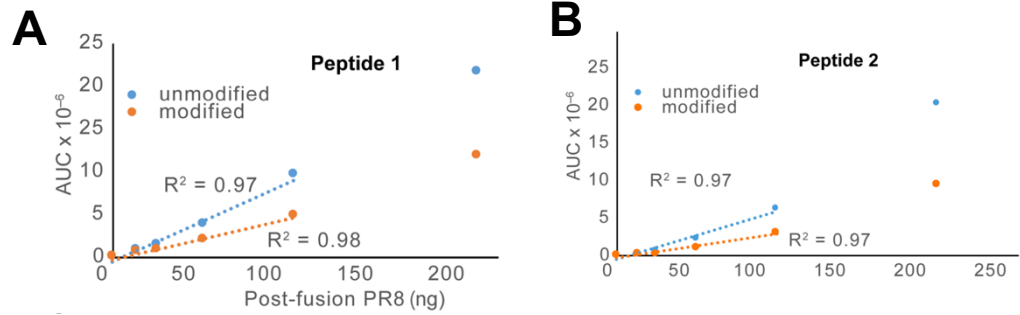 A
Peptide 1
25
20
25
10
5
0
AUC x 10⁻⁶
unmodified
modified
R² = 0.97
R² = 0.98
0 50 100 150 200
Post-fusion PR8 (ng)
B
Peptide 2
25
20
15
10
5
0
AUC x 10⁻⁶
unmodified
modified
R² = 0.97
R² = 0.97
0 50 100 150 200 250